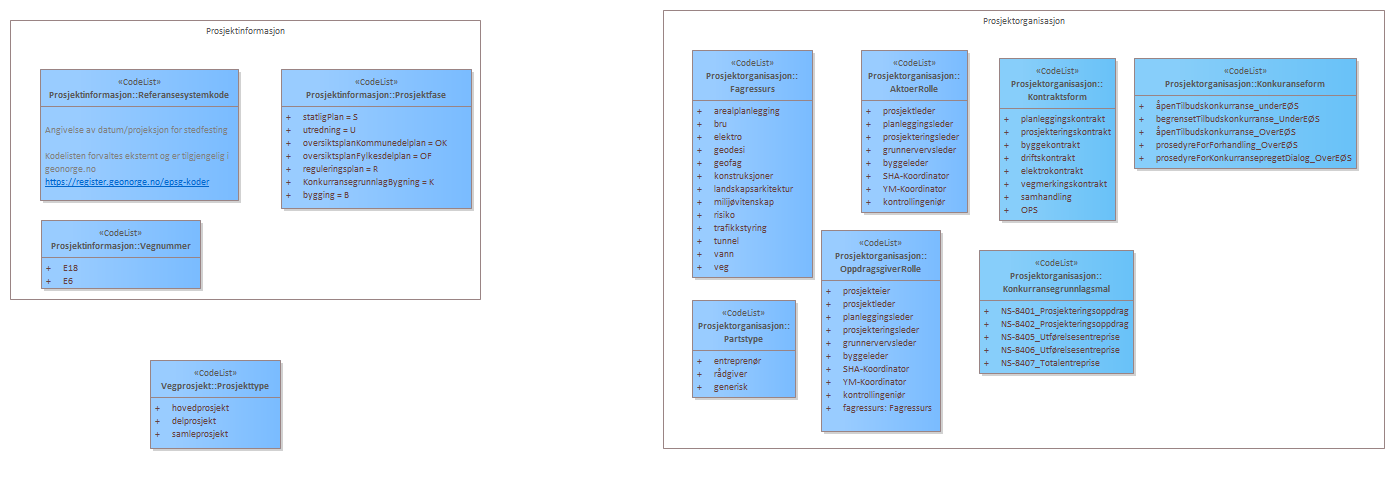 Prosjektinformasjon
«CodeList»
Prosjektinformasjon::Referansesystemkode
Angivelse av datum/projeksjon for stedfesting
Kodelisten forvaltes eksternt og er tilgjengelig i
geonorge.no
https://register.geonorge.no/epsg-koder
«CodeList»
Prosjektinformasjon::Prosjektfase
+ statligPlan = S
+ utredning = U
+ oversiktsplanKommunedelplan = OK
+ oversiktsplanFylkesdelplan = OF
+ reguleringsplan = R
+ KonkurransegrunnlagBygning = K
+ bygging = B
«CodeList»
Prosjektinformasjon::Vegnummer
+ E18
+ E6
«CodeList»
Vegprosjekt::Prosjekttype
+ hovedprosjekt
+ delprosjekt
+ samleprosjekt
Prosjektorganisasjon
«CodeList»
Prosjektorganisasjon::
Fagressurs
+ arealplanlegging
+ bru
+ elektro
+ geodesi
+ geofag
+ konstruksjoner
+ landskapsarkitektur
+ milijøvitenskap
+ risiko
+ trafikkstyring
+ tunnel
+ vann
+ veg
«CodeList»
Prosjektorganisasjon::
AktoerRolle
+ prosjektleder
+ planleggingsleder
+ prosjekteringsleder
+ grunnervervsleder
+ byggeleder
+ SHA-Koordinator
+ YM-Koordinator
+ kontrollingeniør
«CodeList»
Prosjektorganisasjon::
Kontraktsform
+ planleggingskontrakt
+ prosjekteringskontrakt
+ byggekontrakt
+ driftskontrakt
+ elektrokontrakt
+ vegmerkingskontrakt
+ samhandling
+ OPS
«CodeList»
Prosjektorganisasjon::Konkuranseform
+ åpenTilbudskonkurranse_underEØS
+ begrensetTilbudskonkurranse_UnderEØS
+ åpenTilbudskonkuranse_OverEØS
+ prosedyreForForhandling_OverEØS
+ prosedyreForKonkurransepregetDialog_OverEØS
«CodeList»
Prosjektorganisasjon::
Partstype
+ entreprenør
+ rådgiver
+ generisk
«CodeList»
Prosjektorganisasjon::
OppdragsgiverRolle
+ prosjekteier
+ prosjektleder
+ planleggingsleder
+ prosjekteringsleder
+ grunnervervsleder
+ byggeleder
+ SHA-Koordinator
+ YM-Koordinator
+ kontrollingeniør
+ fagressurs: Fagressurs
«CodeList»
Prosjektorganisasjon::
Konkurransegrunnlagsmal
+ NS-8401_Prosjekteringsoppdrag
+ NS-8402_Prosjekteringsoppdrag
+ NS-8405_Utførelsesentreprise
+ NS-8406_Utførelsesentreprise
+ NS-8407_Totalentreprise